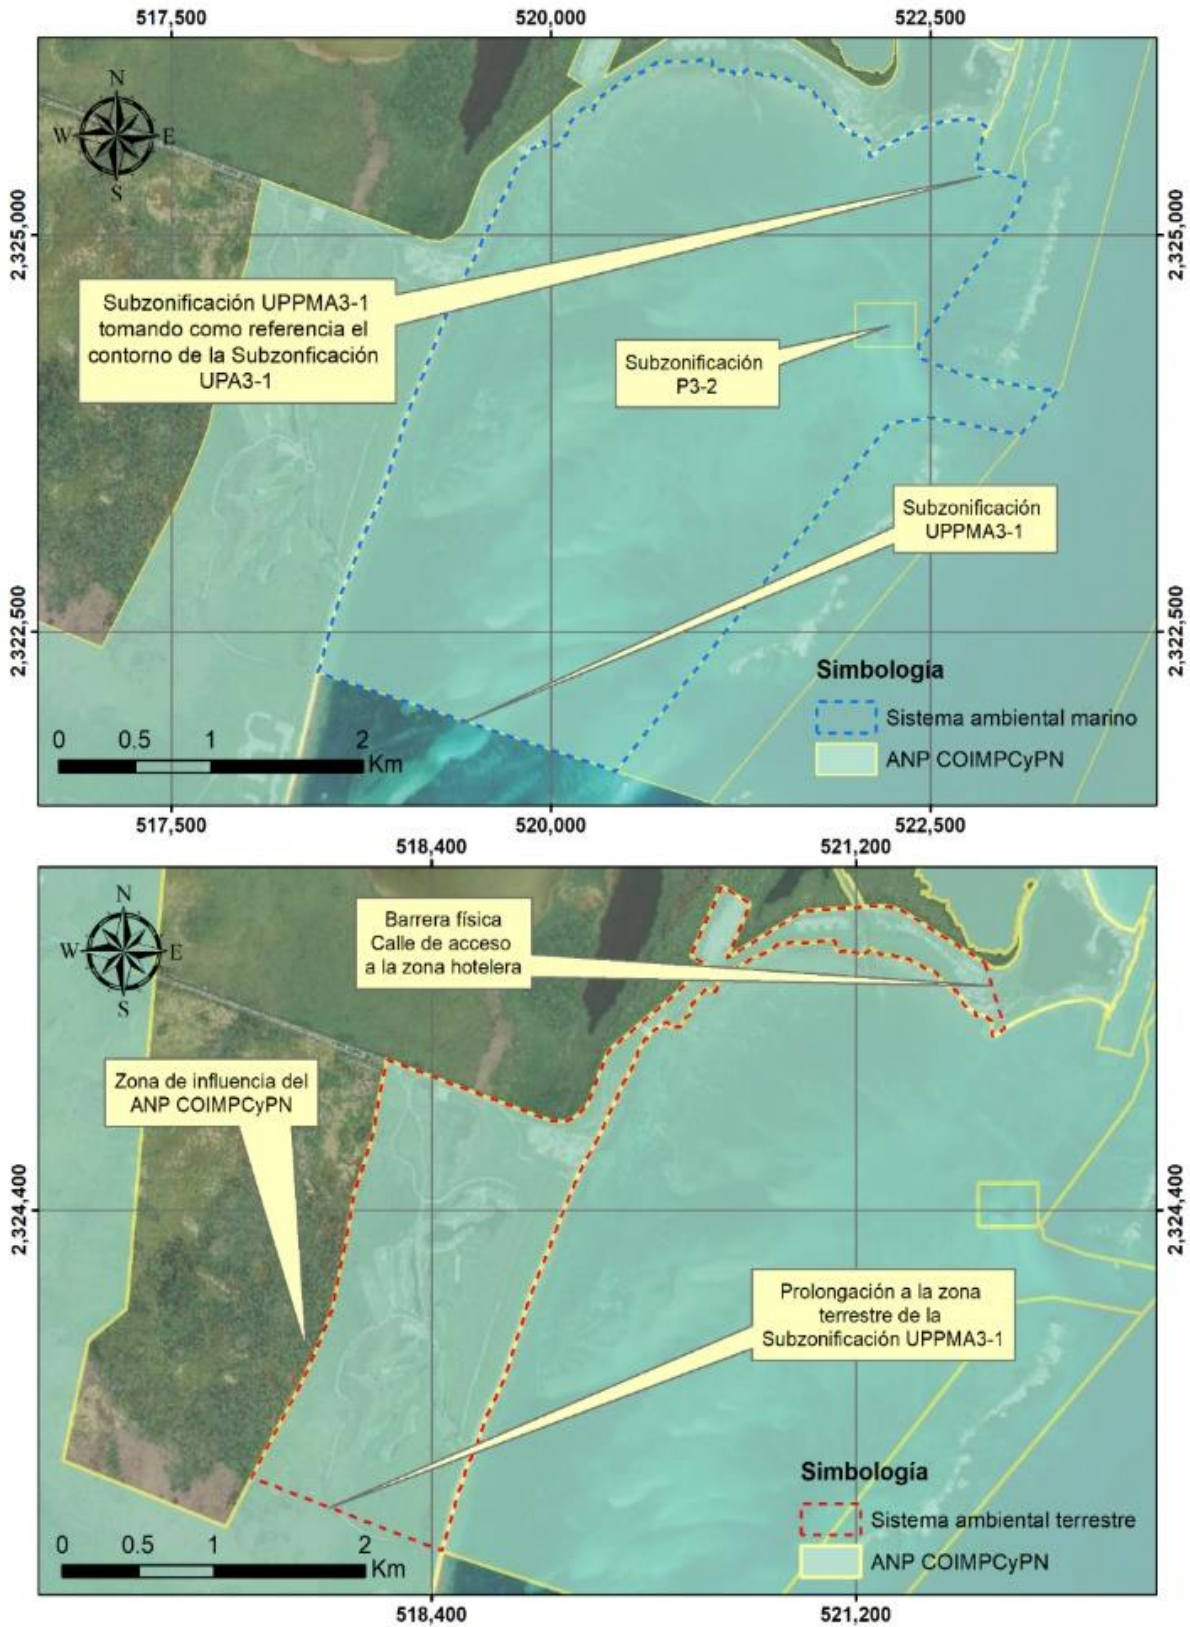 517,500 520,000 522,500
N
W E
S
2,325,000 2,325,000
Subzonificación UPPMA3-1
tomando como referencia el
contorno de la Subzonficación
UPA3-1
Subzonificación
P3-2
Subzonificación
UPPMA3-1
2,322,500 2,322,500
Simbología
Sistema ambiental marino
ANP COIMPCyPN
0 0.5 1 2
Km
517,500 520,000 522,500
518,400 521,200
N
W E
S
Barrera física
Calle de acceso
a la zona hotelera
Zona de influencia del
ANP COIMPCyPN
2,324,400 2,324,400
Prolongación a la zona
terrestre de la
Subzonificación UPPMA3-1
Simbología
Sistema ambiental terrestre
ANP COIMPCyPN
0 0.5 1 2
Km
518,400 521,200